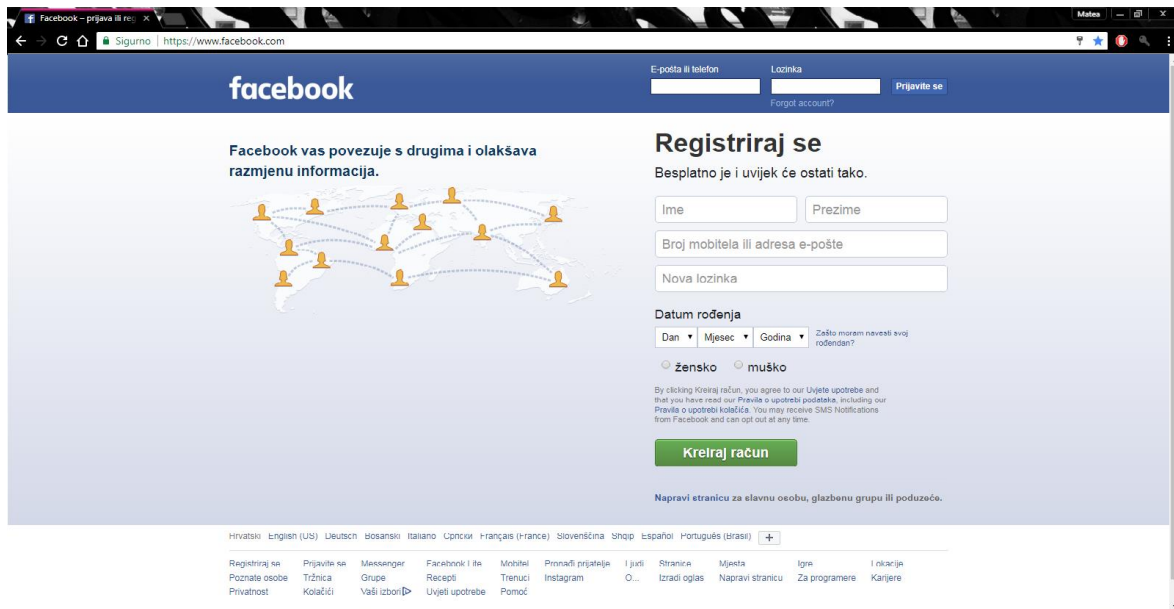 Facebook – prijava ili reg
Matea
Sigurno | https://www.facebook.com
facebook
E-pošta ili telefon
Lozinka
Prijavite se
Forgot account?
Facebook vas povezuje s drugima i olakšava
razmjenu informacija.
Registriraj se
Besplatno je i uvijek će ostati tako.
Ime
Prezime
Broj mobitela ili adresa e-pošte
Nova lozinka
Datum rođenja
Dan Mjesec Godina
Zašto moram navesti svoj
rođendan?
žensko muško
By clicking Kreiraj račun, you agree to our Uvjete upotrebe and
that you have read our Pravila o upotrebi podataka, including our
Pravila o upotrebi kolačića. You may receive SMS Notifications
from Facebook and can opt out at any time.
Kreiraj račun
Napravi stranicu za slavnu osobu, glazbenu grupu ili poduzeće.
Hrvatski English (US) Deutsch Bosanski Italiano Српски Français (France) Slovenščina Shqip Español Português (Brasil) +
Registriraj se Prijavite se Messenger Facebook Lite Mobitel Pronađi prijatelje Ljudi Stranice Mjesta Igre Lokacije
Poznate osobe Tržnica Grupe Recepti Trenuci Instagram O... Izradi oglas Napravi stranicu Za programere Karijere
Privatnost Kolačići Vaši izbori Uvjeti upotrebe Pomoć